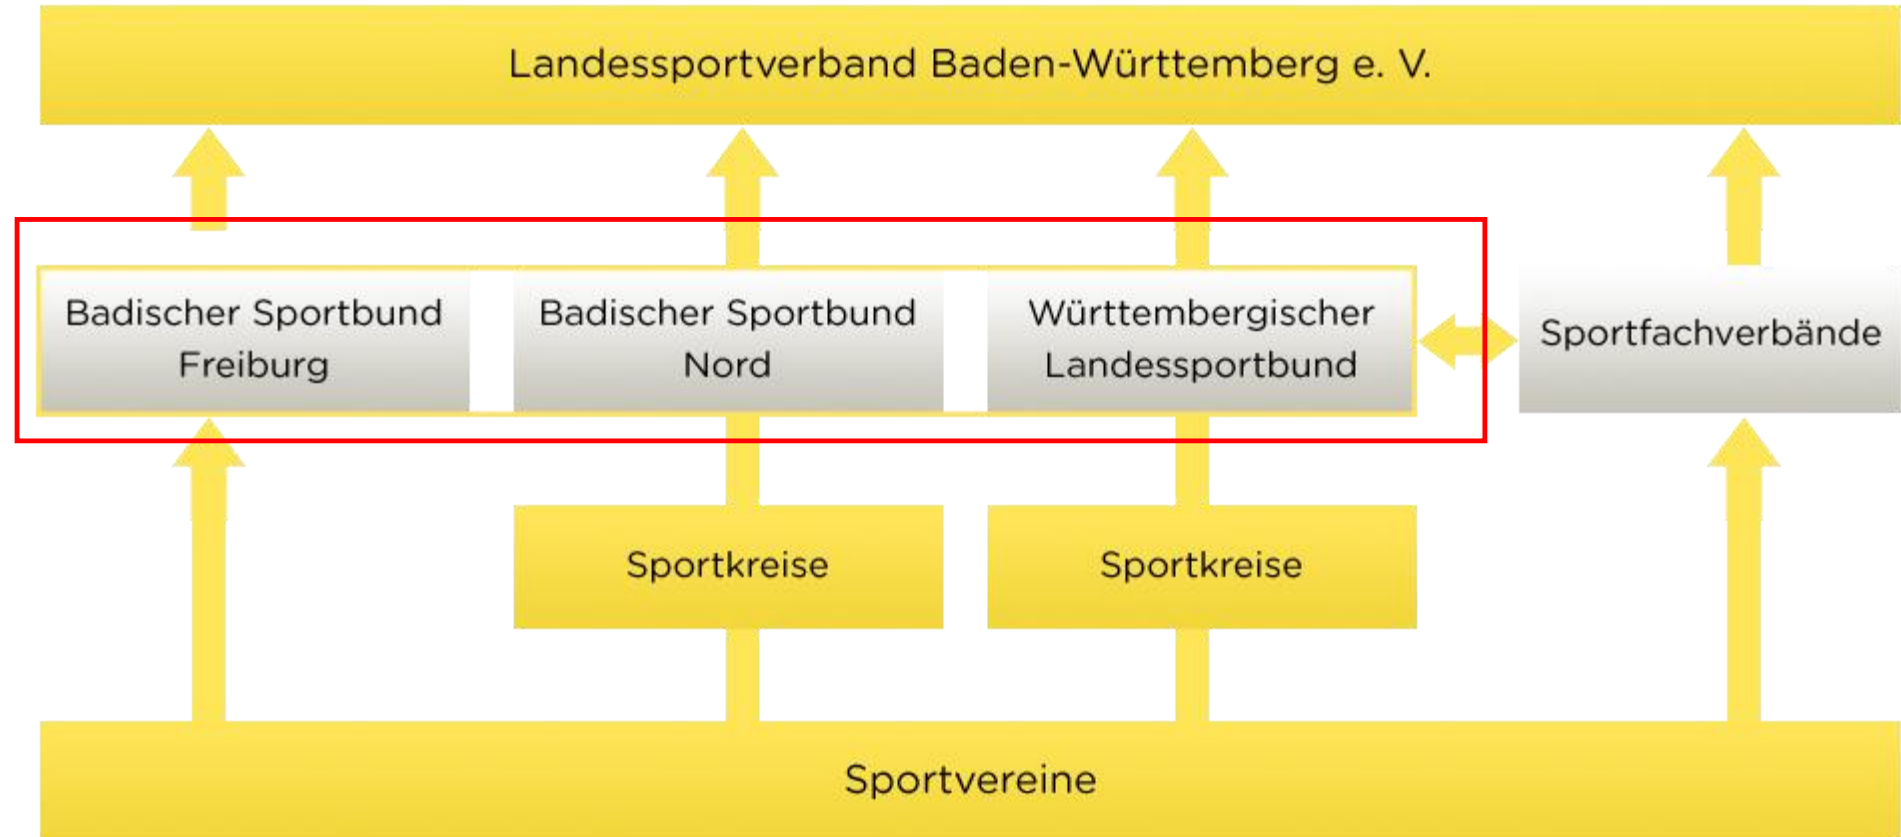 Landessportverband Baden-Württemberg e. V.
Badischer Sportbund
Freiburg
Badischer Sportbund
Nord
Württembergischer
Landessportbund
Sportfachverbände
Sportkreise
Sportkreise
Sportvereine